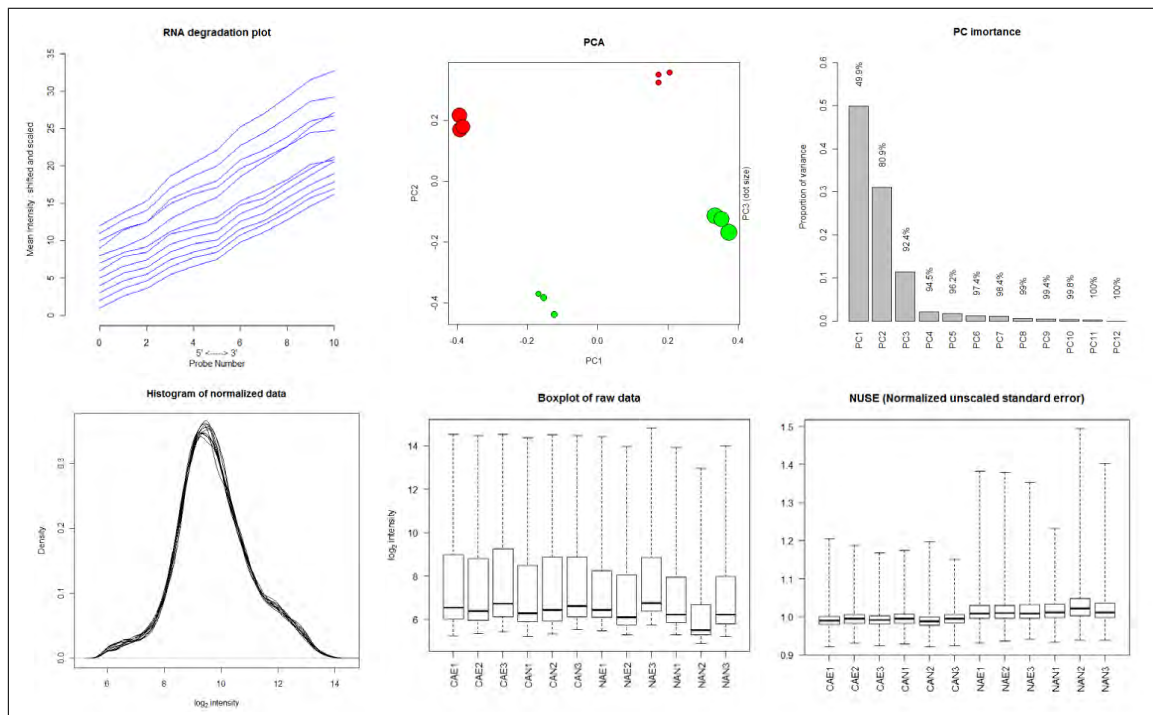 RNA degradation plot
Mean intensity : shifted and scaled
0 5 10 15 20 25 30 35
0 2 4 6 8 10
5' <-----> 3'
Probe Number
PCA
PC2
-0.4 -0.2 0.0 0.2
-0.4 -0.2 0.0 0.2 0.4
PC1
PC3 (dot size)
PC imortance
Proportion of variance
0.0 0.1 0.2 0.3 0.4 0.5 0.6
49.9% 80.9% 92.4% 94.5% 96.2% 97.4% 98.4% 99% 99.4% 99.8% 100% 100%
PC1 PC2 PC3 PC4 PC5 PC6 PC7 PC8 PC9 PC10 PC11 PC12
Histogram of normalized data
Density
0.0 0.1 0.2 0.3
6 8 10 12 14
log2 intensity
Boxplot of raw data
log2 intensity
6 8 10 12 14
CAE1 CAE2 CAE3 CAN1 CAN2 CAN3 NAE1 NAE2 NAE3 NAN1 NAN2 NAN3
NUSE (Normalized unscaled standard error)
0.9 1.0 1.1 1.2 1.3 1.4 1.5
CAE1 CAE2 CAE3 CAN1 CAN2 CAN3 NAE1 NAE2 NAE3 NAN1 NAN2 NAN3